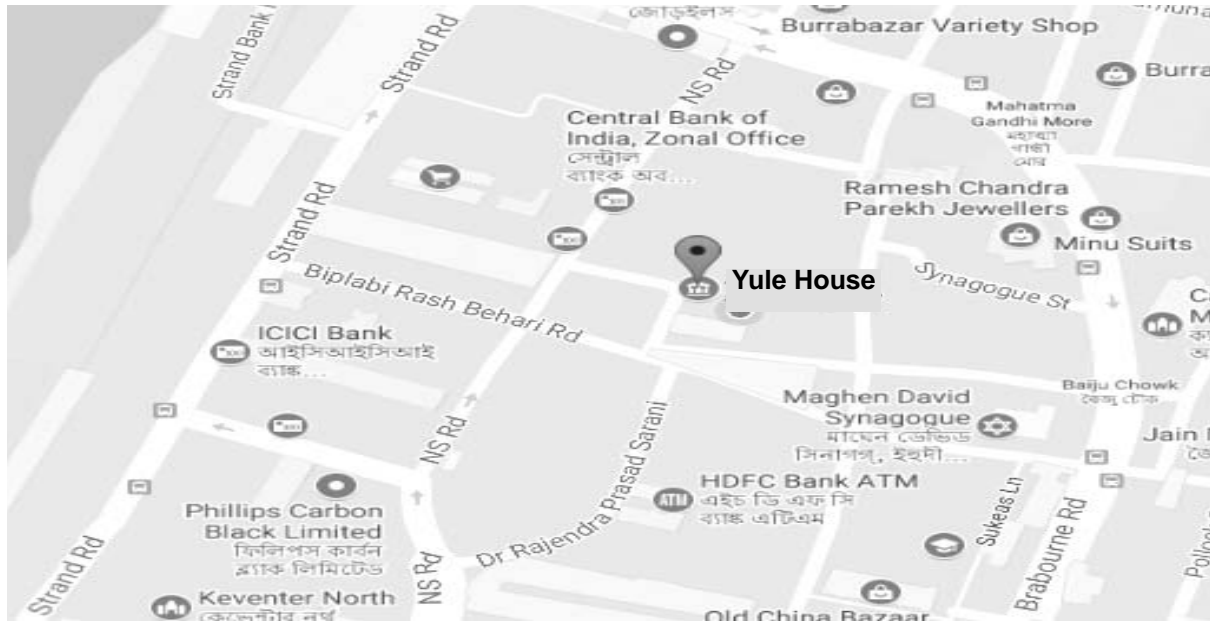 জোড়াইলস
Burrabazar Variety Shop
Strand Bank
Strand Rd
NS Rd
Burra
Mahatma
Gandhi More
মহাত্মা
গান্ধী
মোর
Central Bank of
India, Zonal Office
সেন্ট্রাল
ব্যাংক অব...
Ramesh Chandra
Parekh Jewellers
Minu Suits
Strand Rd
Yule House
Synagogue St
Biplabi Rash Behari Rd
ICICI Bank
আইসিআইসিআই
ব্যাঙ্ক...
Baiju Chowk
বৈজু চৌক
Maghen David
Synagogue
মাঘেন ডেভিড
সিনাগগ, ইহুদী...
Jain
NS Rd
Dr Rajendra Prasad Sarani
HDFC Bank ATM
এইচ ডি এফ সি
ব্যাঙ্ক এটিএম
ATM
Phillips Carbon
Black Limited
ফিলিপস কার্বন
ব্ল্যাক লিমিটেড
Sukeas Ln
Brabourne Rd
Strand Rd
NS Rd
Keventer North
কেভেন্টার নর্থ
Old China Bazaar